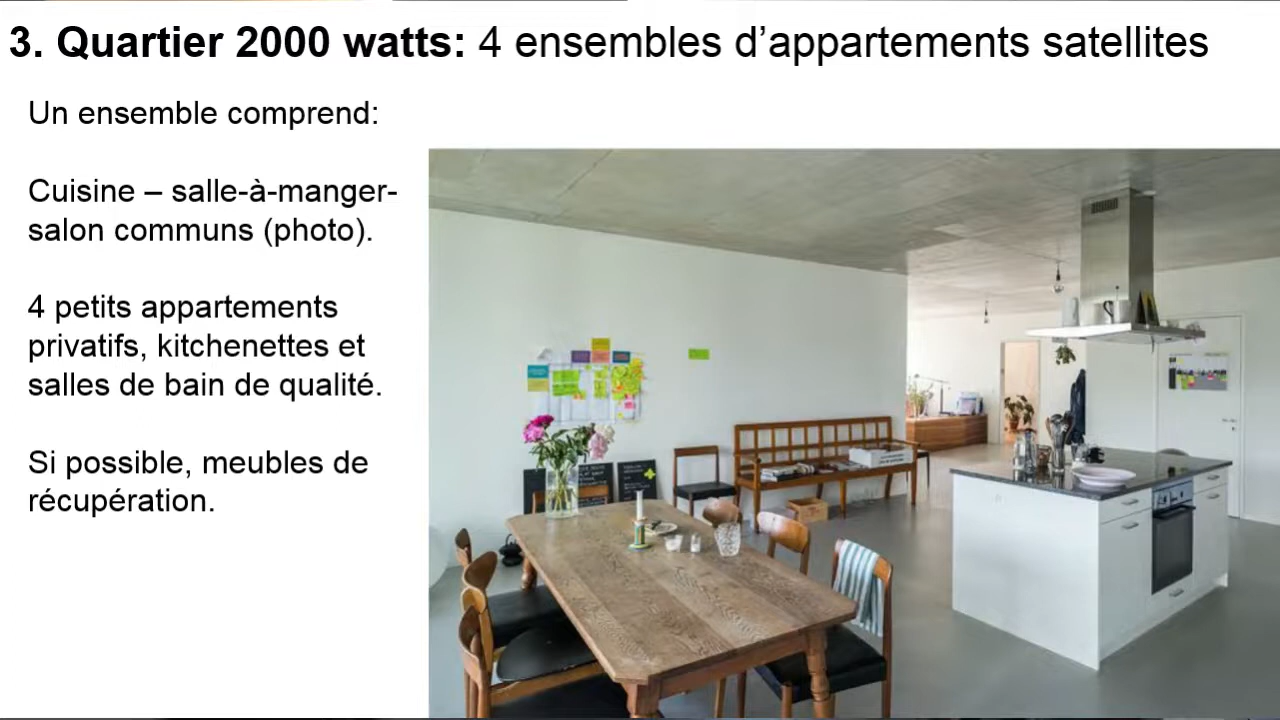 3. Quartier 2000 watts: 4 ensembles d’appartements satellites
Un ensemble comprend:
Cuisine – salle-à-manger-
salon communs (photo).
4 petits appartements
privatifs, kitchenettes et
salles de bain de qualité.
Si possible, meubles de
récupération.